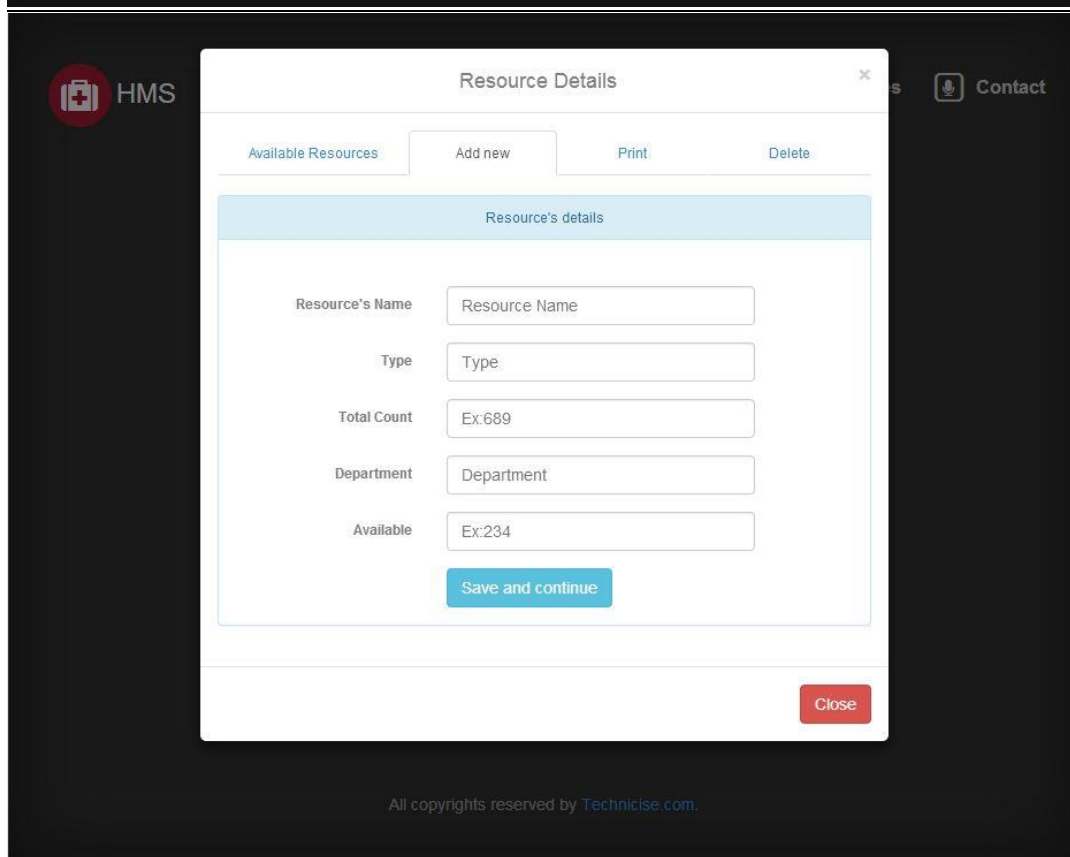 Resource Details
×
HMS
Contact
Available Resources
Add new
Print
Delete
Resource's details
Resource's Name
Resource Name
Type
Type
Total Count
Ex:689
Department
Department
Available
Ex:234
Save and continue
Close
All copyrights reserved by Technicise.com.